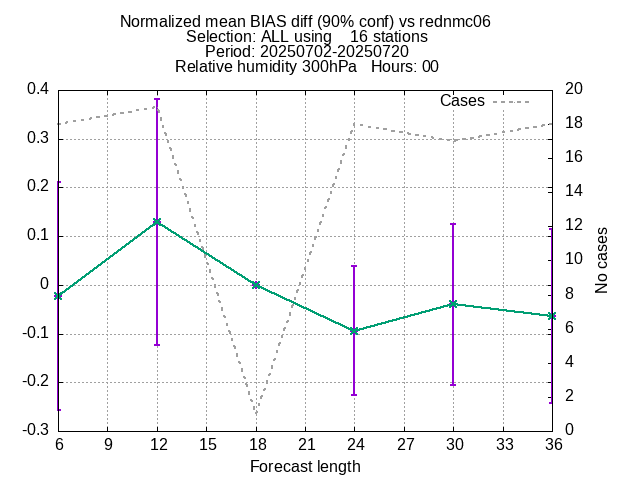 Normalized mean BIAS diff (90% conf) vs rednmc06
Selection: ALL using    16 stations
Period: 20250702-20250720
Relative humidity 300hPa   Hours: 00
Cases
0.4
0.3
0.2
0.1
0
-0.1
-0.2
-0.3
20
18
16
14
12
10
8
6
4
2
0
No cases
6 9 12 15 18 21 24 27 30 33 36
Forecast length